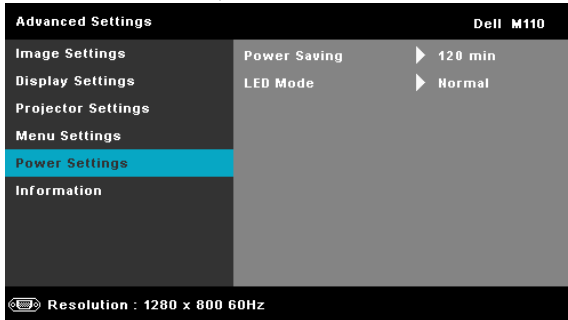 Advanced Settings Dell M110
Image Settings Power Saving 120 min
Display Settings LED Mode Normal
Projector Settings
Menu Settings
Power Settings
Information
Resolution : 1280 x 800 60Hz